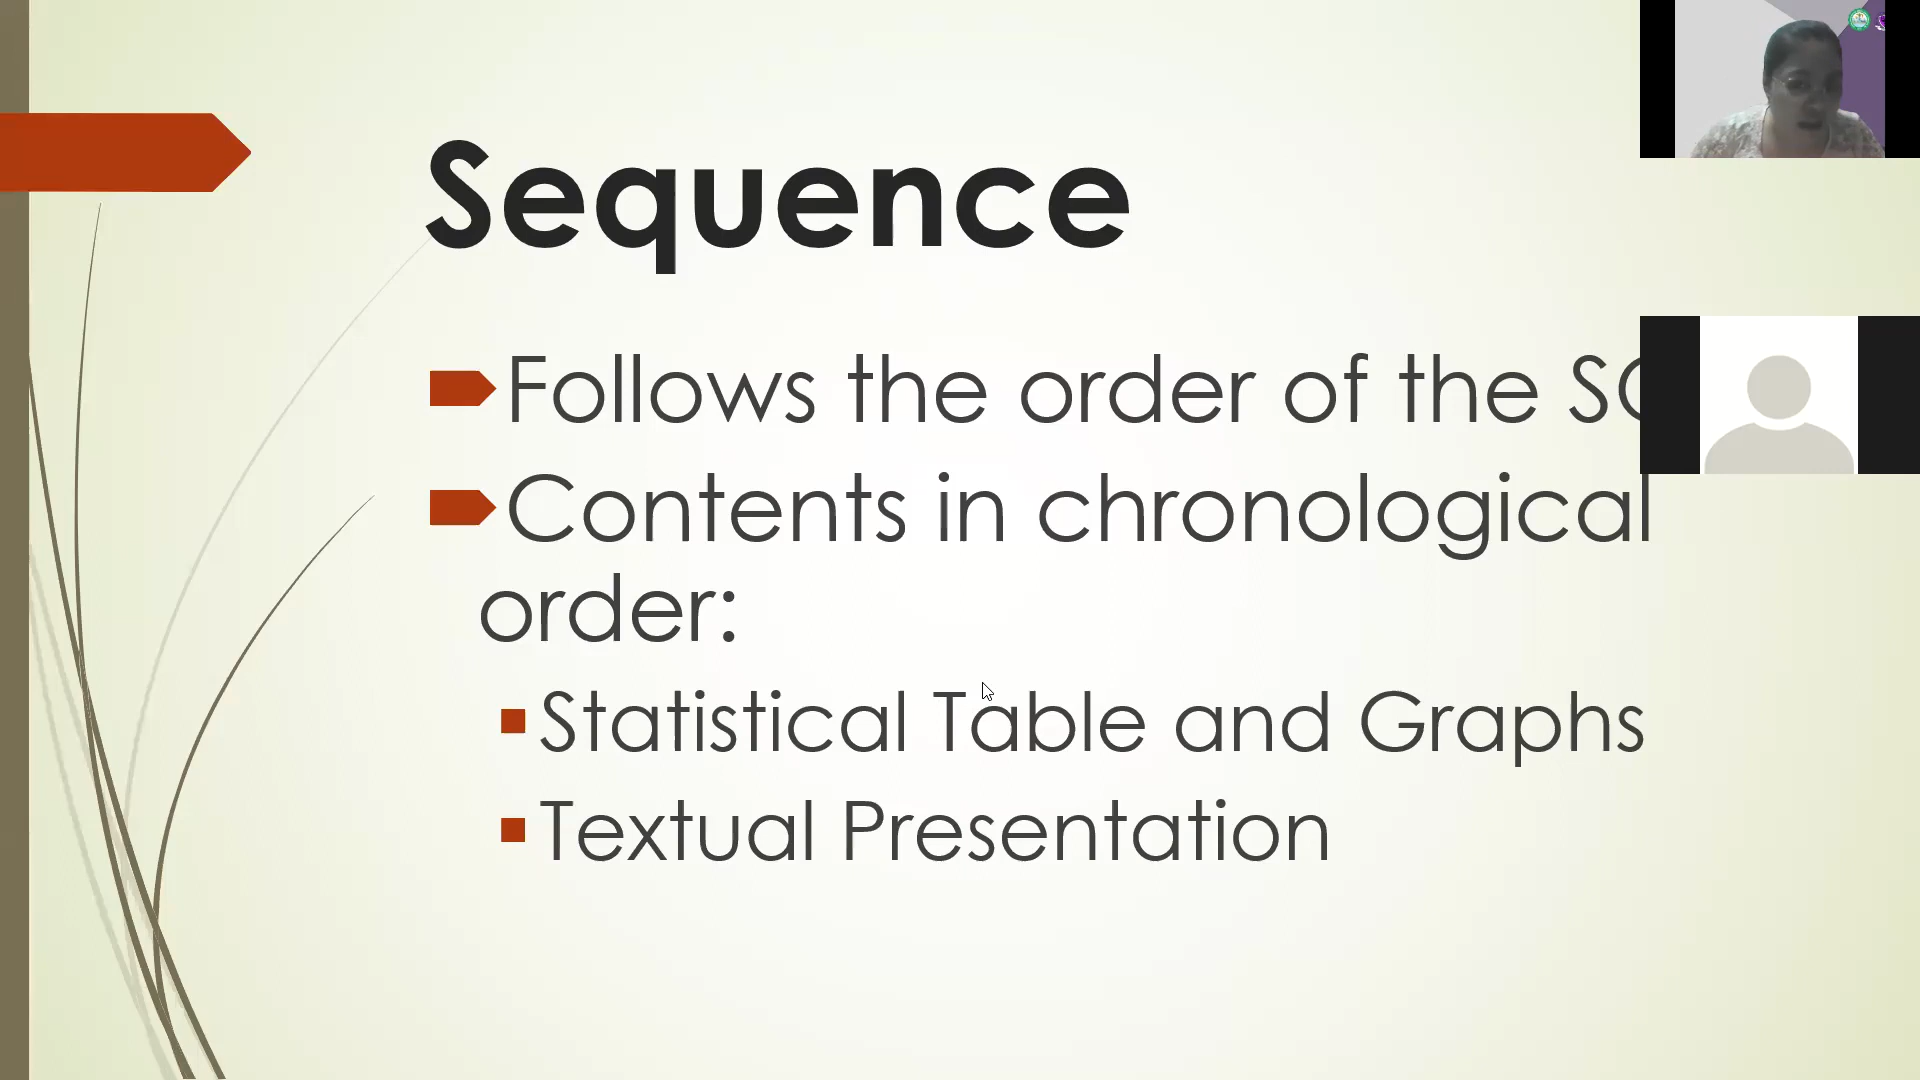 Sequence
Follows the order of the
Contents in chronological
order:
Statistical Table and Graphs
Textual Presentation